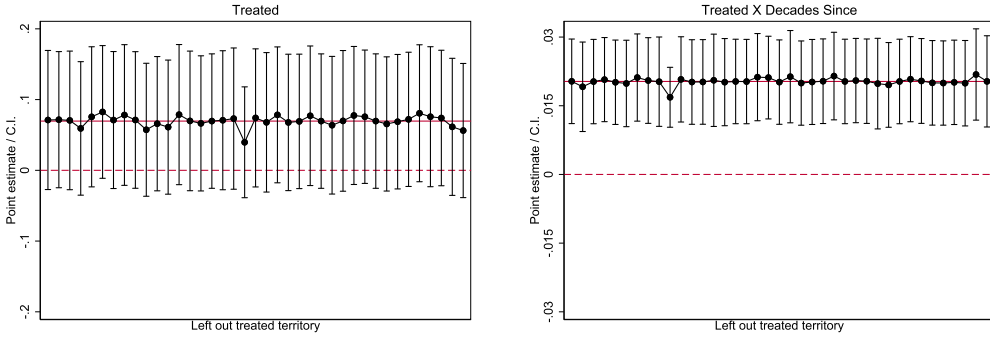 Treated
Point estimate / C.I.
.2
.1
0
-.1
-.2
Left out treated territory
Treated X Decades Since
Point estimate / C.I.
.03
.015
0
-.015
-.03
Left out treated territory